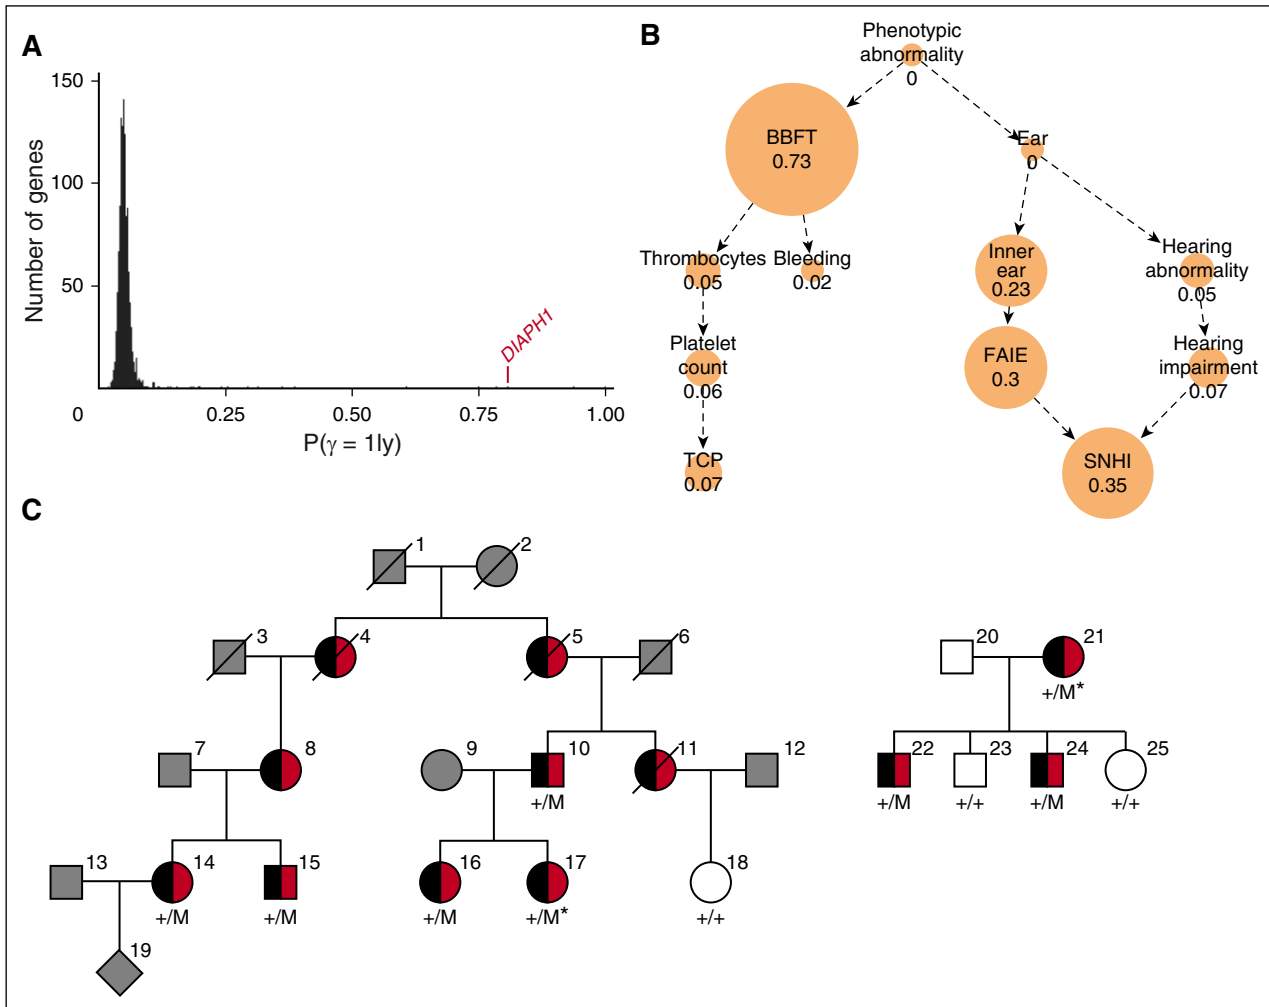 A
Number of genes
150
100
50
0
0.25
0.50
0.75
1.00
DIAPH1
P(γ = 1ly)
B
Phenotypic
abnormality
0
BBFT
0.73
Ear
0
Thrombocytes
0.05
Bleeding
0.02
Inner
ear
0.23
Hearing
abnormality
0.05
Platelet
count
0.06
FAIE
0.3
Hearing
impairment
0.07
TCP
0.07
SNHI
0.35
C
1
2
3
4
5
6
20
21
+/M*
7
8
9
10
+/M
11
12
22
+/M
23
+/+
24
+/M
25
+/+
13
14
+/M
15
+/M
16
+/M
17
+/M*
18
+/+
19